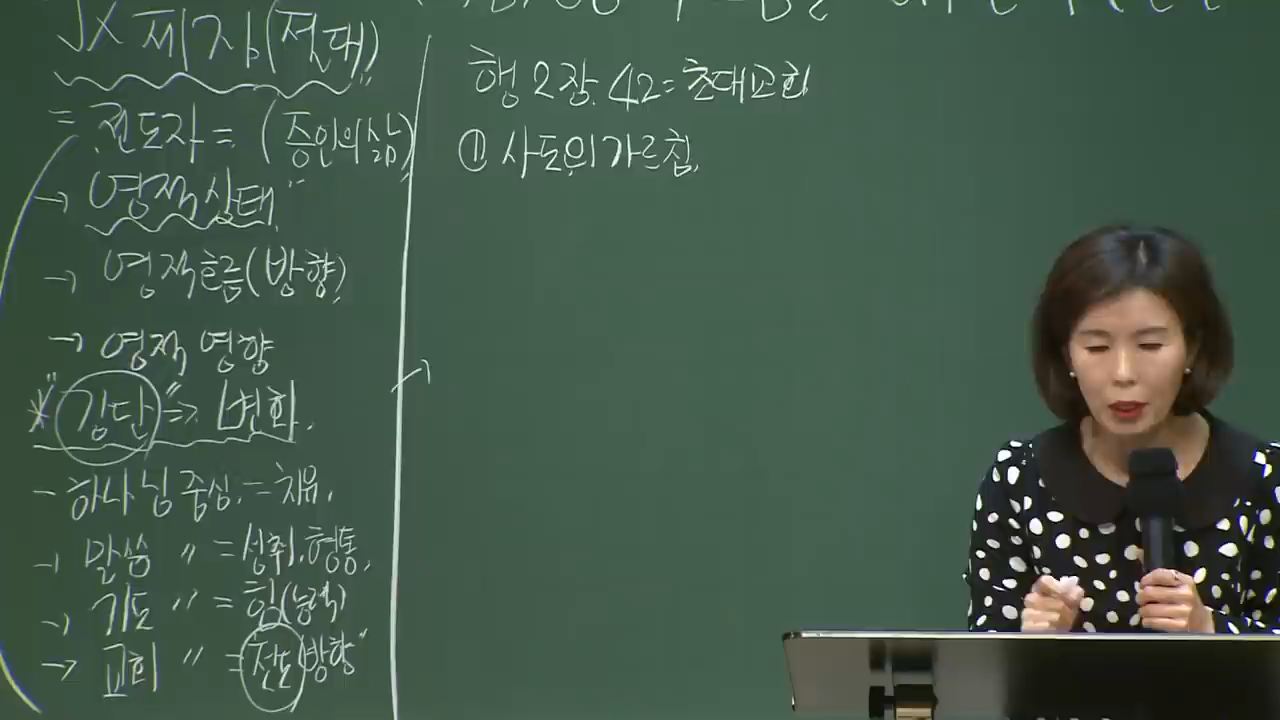 JX 제자(절대)
= 전도자 = (증인의 삶)
→ 영적상태"
→ 영적흐름(방향)
→ 영적 영향
* "강단" => 변화.
- 하나님 중심. = 치유.
→ 말씀 〃 = 성취. 형통.
→ 기도 〃 = 힘(능력)
→ 교회 〃 = 전도(방향"
행 2장. 42 = 초대교회
① 사도의 가르침.